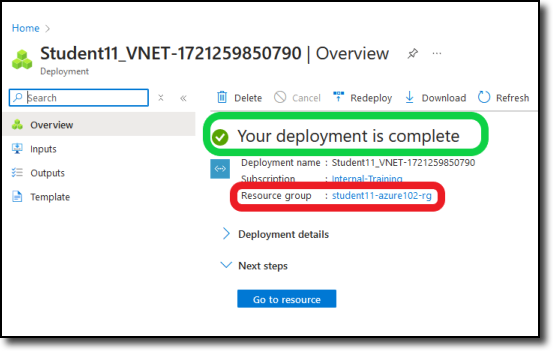 Home >
Student11_VNET-1721259850790 | Overview ...
Deployment
Search
Delete Cancel Redeploy Download Refresh
Overview
Inputs
Outputs
Template
Your deployment is complete
Deployment name : Student11_VNET-1721259850790
Subscription : Internal-Training
Resource group : student11-azure102-rg
Deployment details
Next steps
Go to resource